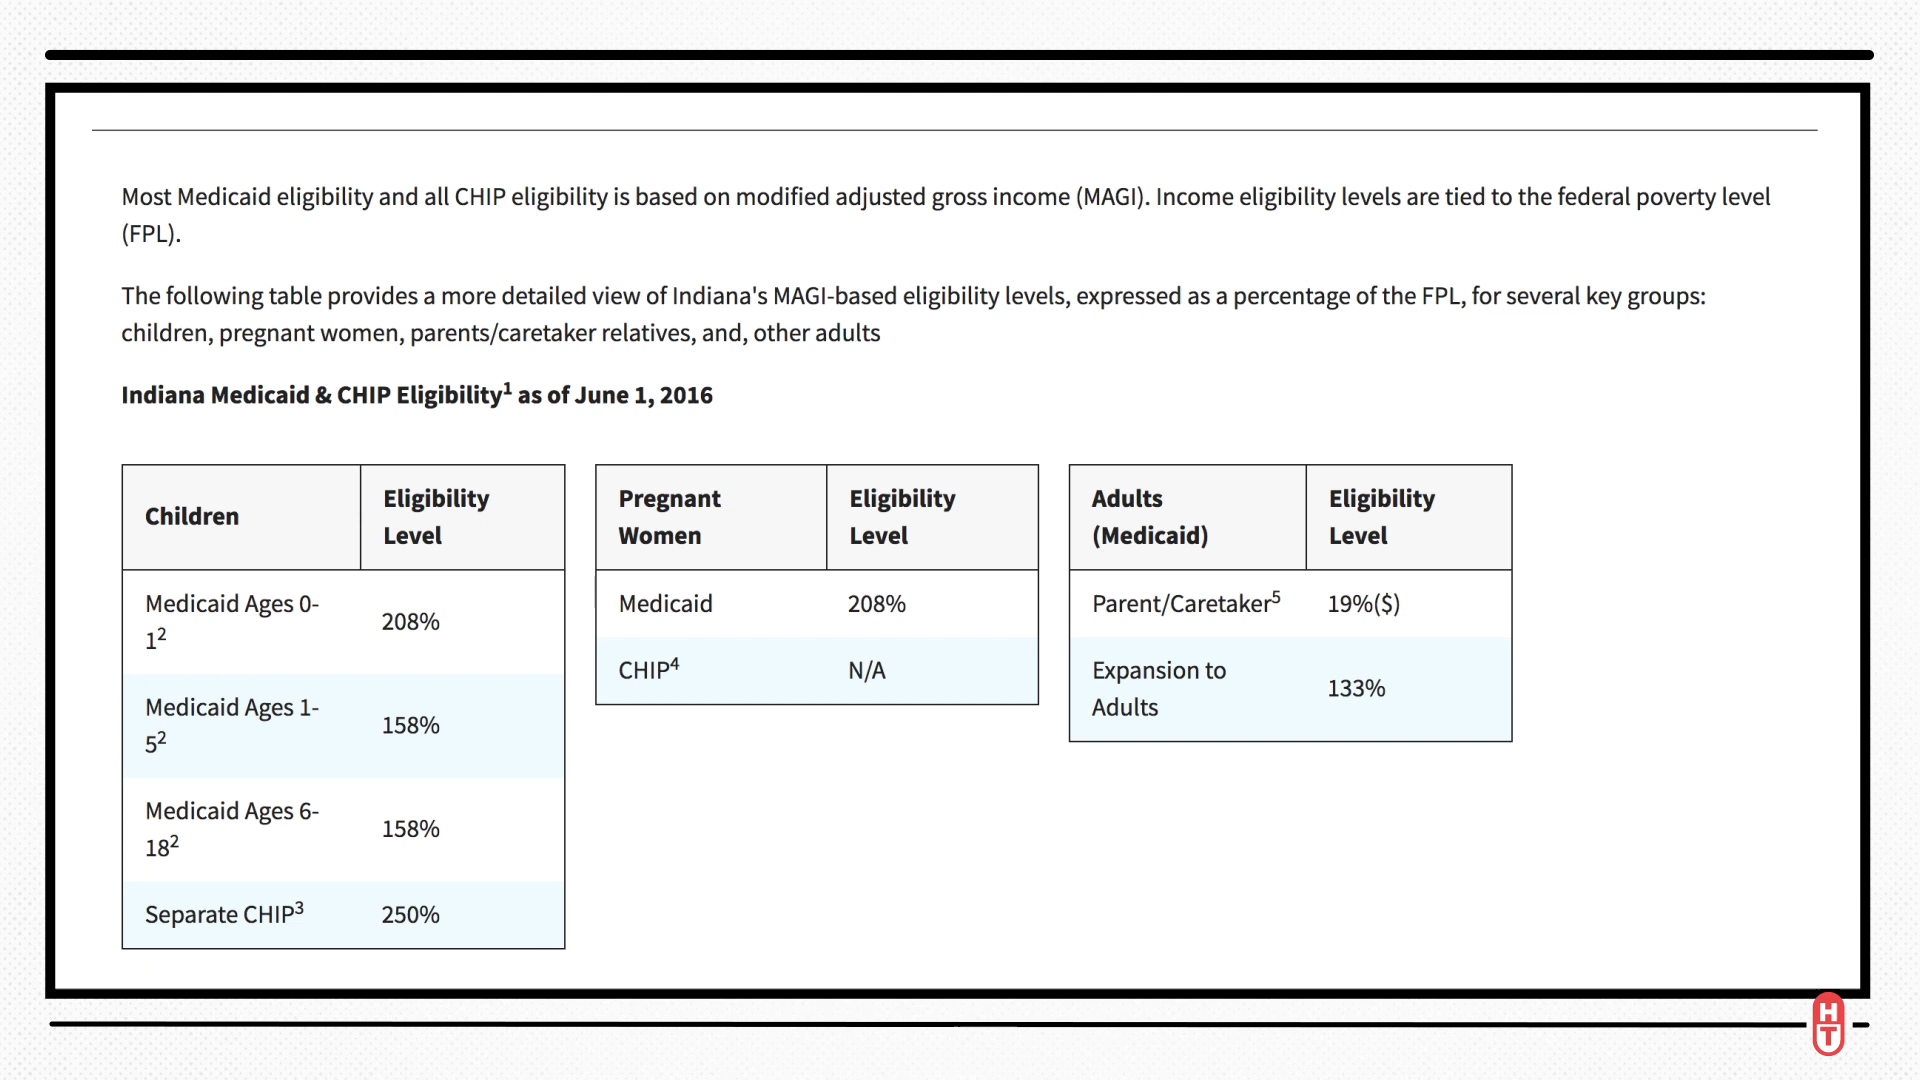 Most Medicaid eligibility and all CHIP eligibility is based on modified adjusted gross income (MAGI). Income eligibility levels are tied to the federal poverty level
(FPL).
The following table provides a more detailed view of Indiana's MAGI-based eligibility levels, expressed as a percentage of the FPL, for several key groups:
children, pregnant women, parents/caretaker relatives, and, other adults
Indiana Medicaid & CHIP Eligibility¹ as of June 1, 2016
Children
Eligibility
Level
Medicaid Ages 0-
1²
208%
Medicaid Ages 1-
5²
158%
Medicaid Ages 6-
18²
158%
Separate CHIP³
250%
Pregnant
Women
Eligibility
Level
Medicaid
208%
CHIP⁴
N/A
Adults
(Medicaid)
Eligibility
Level
Parent/Caretaker⁵
19%($)
Expansion to
Adults
133%
H
T